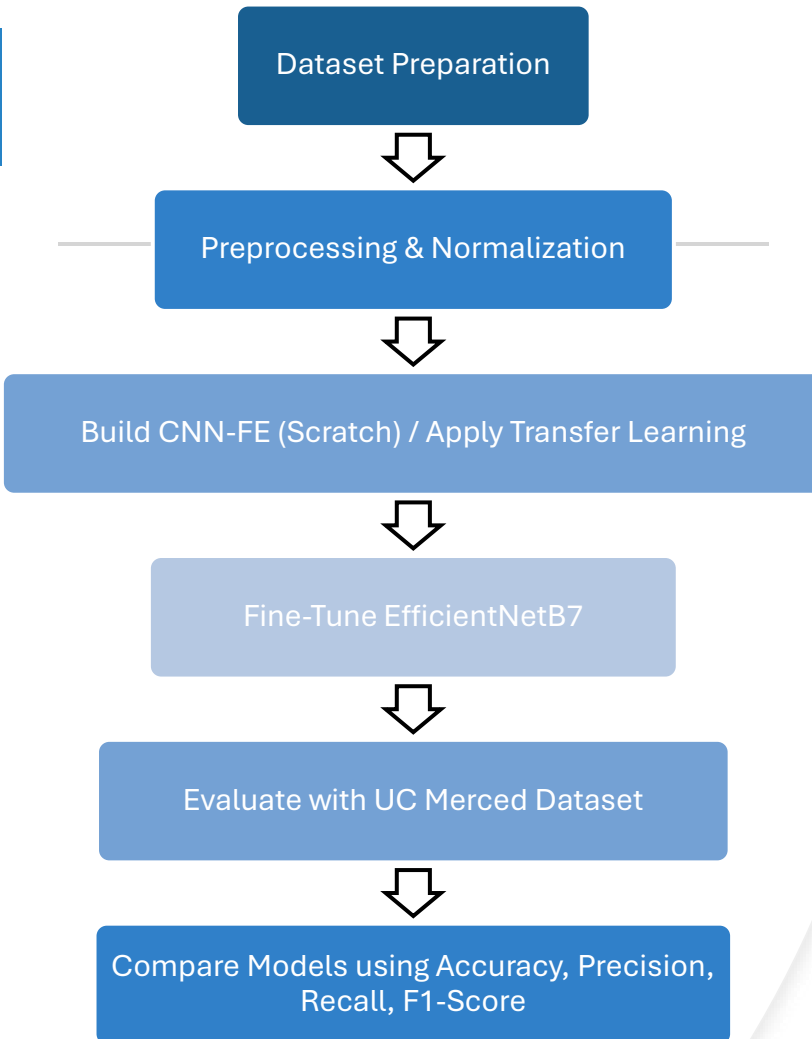 Dataset Preparation
Preprocessing & Normalization
Build CNN-FE (Scratch) / Apply Transfer Learning
Fine-Tune EfficientNetB7
Evaluate with UC Merced Dataset
Compare Models using Accuracy, Precision,
Recall, F1-Score